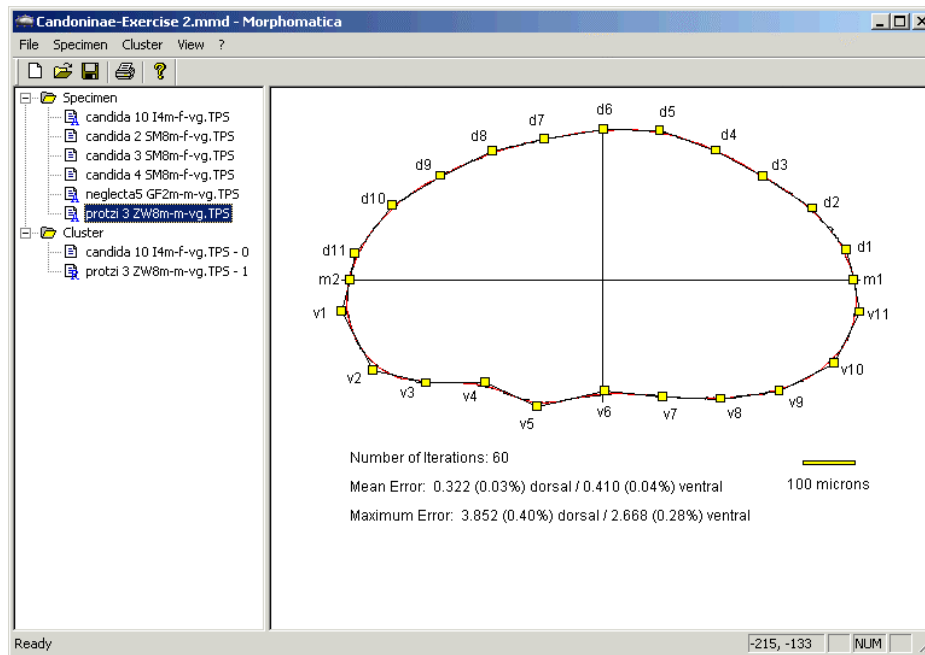 Candoninae-Exercise 2.mmd - Morphomatica
File Specimen Cluster View ?
Specimen
candida 10 I4m-f-vg.TPS
candida 2 SM8m-f-vg.TPS
candida 3 SM8m-f-vg.TPS
candida 4 SM8m-f-vg.TPS
neglecta5 GF2m-m-vg.TPS
protzi 3 ZW8m-m-vg.TPS
Cluster
candida 10 I4m-f-vg.TPS - 0
protzi 3 ZW8m-m-vg.TPS - 1
d6
d5
d7
d8
d4
d9
d3
d10
d2
d11
d1
m2
m1
v1
v11
v2
v10
v3
v4
v9
v5
v6
v7
v8
Number of Iterations: 60
Mean Error: 0.322 (0.03%) dorsal / 0.410 (0.04%) ventral
100 microns
Maximum Error: 3.852 (0.40%) dorsal / 2.668 (0.28%) ventral
Ready
-215, -133
NUM